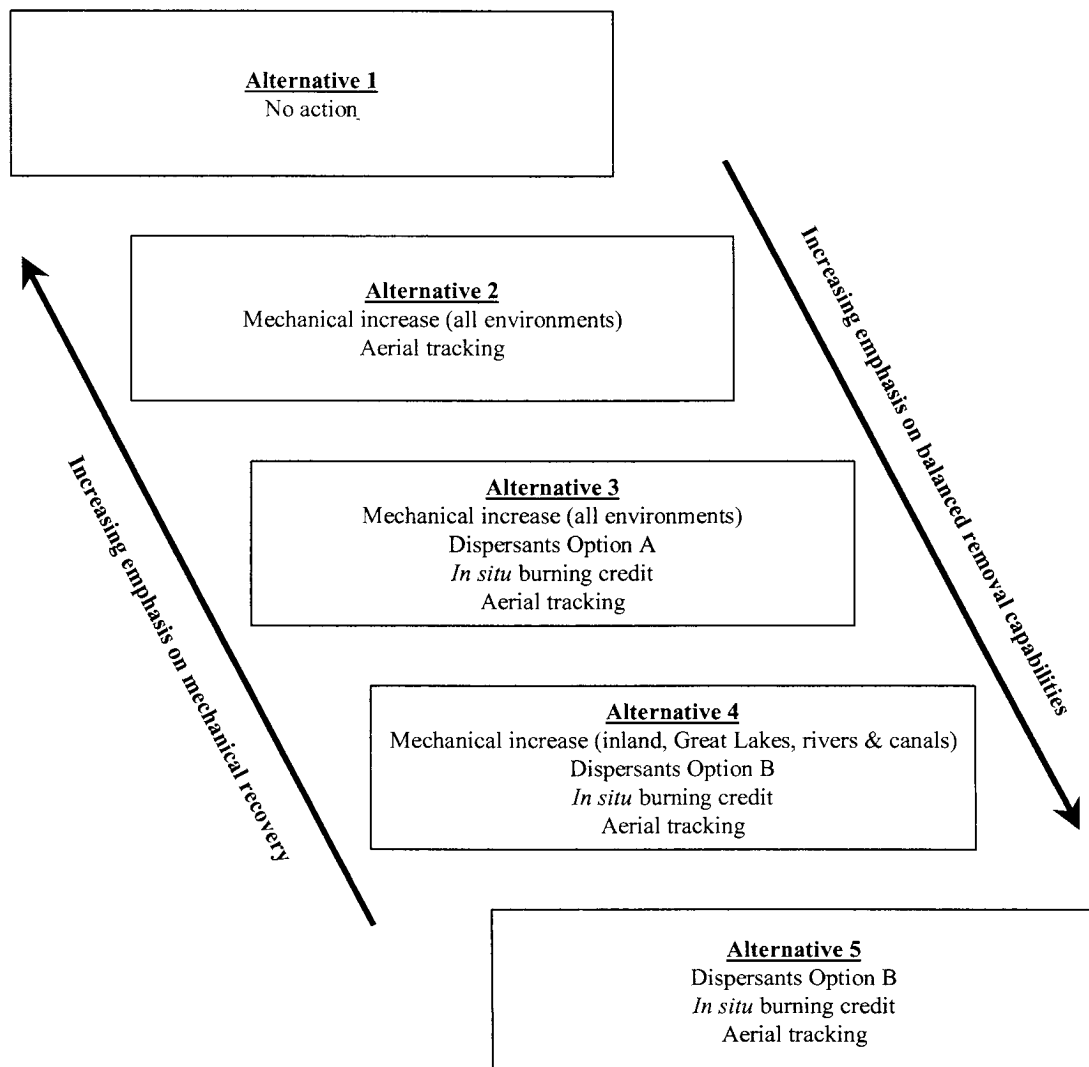 Alternative 1
No action
Alternative 2
Mechanical increase (all environments)
Aerial tracking
Alternative 3
Mechanical increase (all environments)
Dispersants Option A
In situ burning credit
Aerial tracking
Alternative 4
Mechanical increase (inland, Great Lakes, rivers & canals)
Dispersants Option B
In situ burning credit
Aerial tracking
Alternative 5
Dispersants Option B
In situ burning credit
Aerial tracking
Increasing emphasis on mechanical recovery
Increasing emphasis on balanced removal capabilities